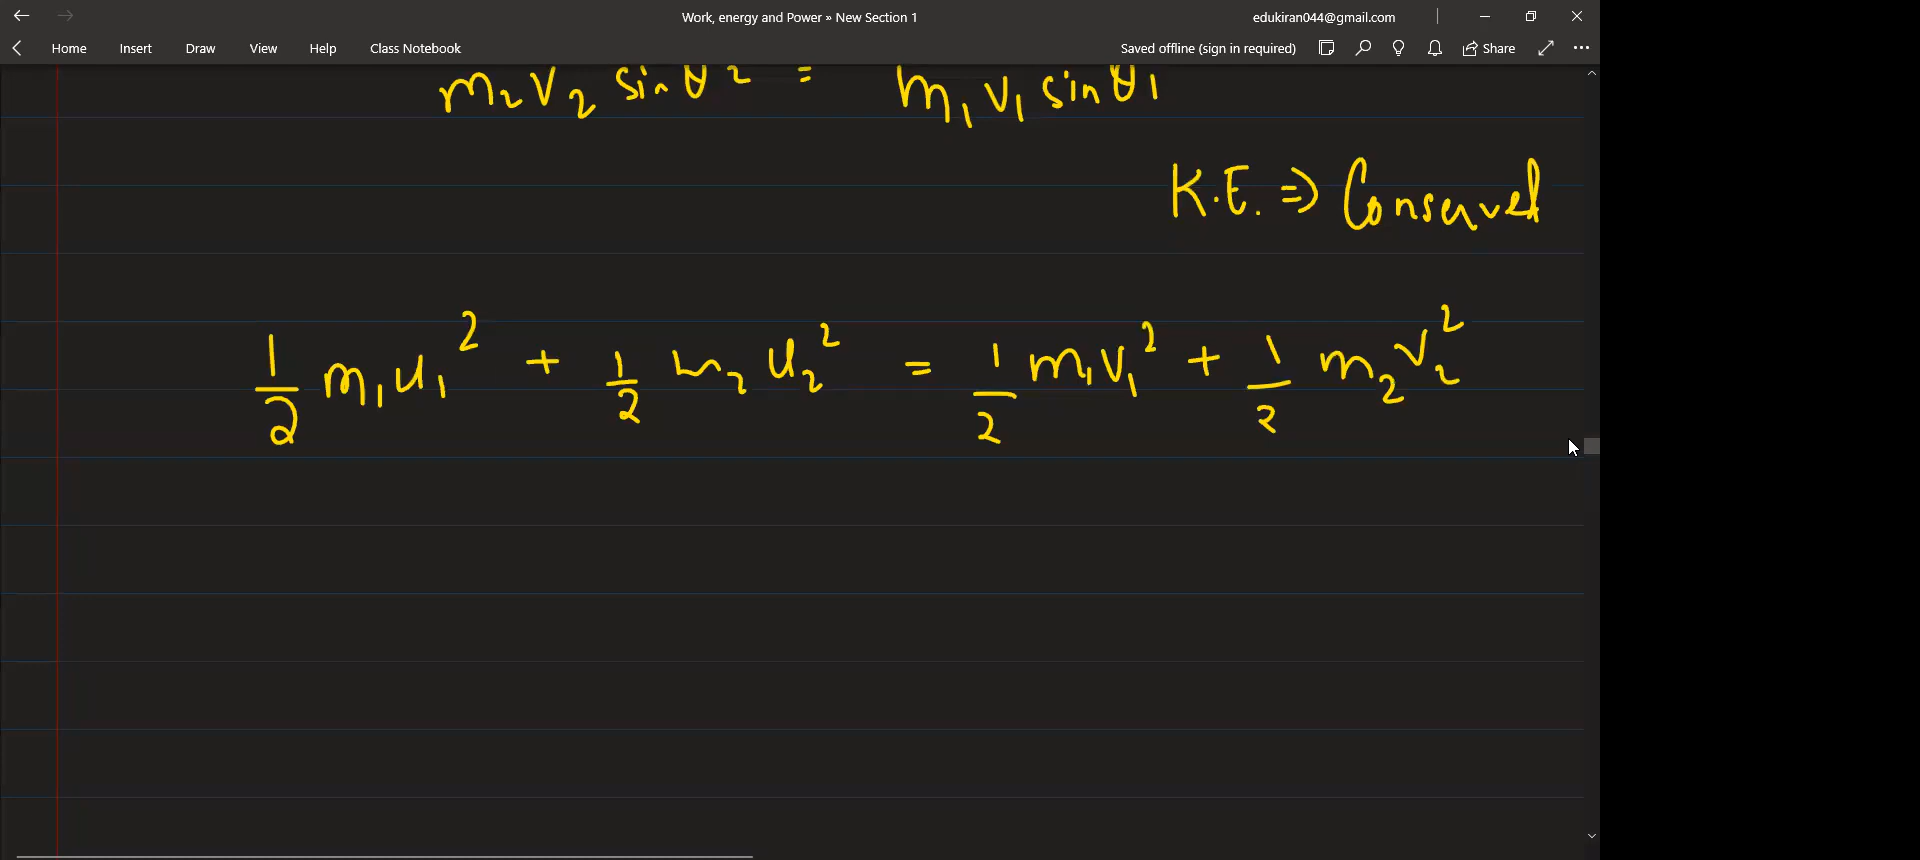 Work, energy and Power » New Section 1 edukiran044@gmail.com
Home Insert Draw View Help Class Notebook Saved offline (sign in required) Share
m₂v₂ sinθ₂ = m₁v₁ sinθ₁
K.E. ⇒ Conserved
1/2 m₁u₁² + 1/2 m₂u₂² = 1/2 m₁v₁² + 1/2 m₂v₂²